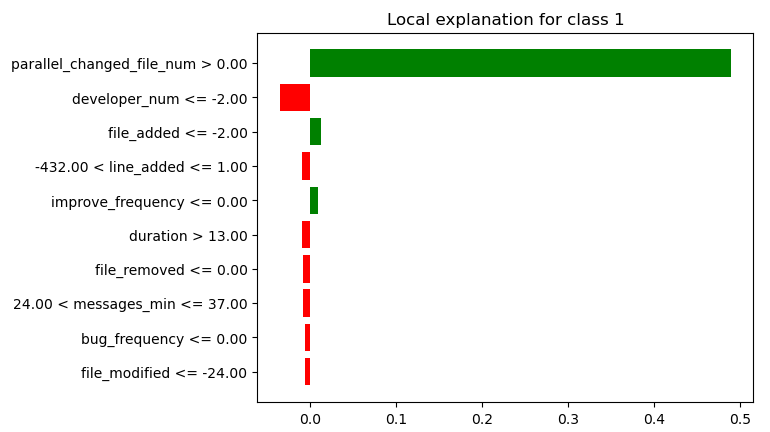 Local explanation for class 1
parallel_changed_file_num > 0.00
developer_num <= -2.00
file_added <= -2.00
-432.00 < line_added <= 1.00
improve_frequency <= 0.00
duration > 13.00
file_removed <= 0.00
24.00 < messages_min <= 37.00
bug_frequency <= 0.00
file_modified <= -24.00
0.0 0.1 0.2 0.3 0.4 0.5